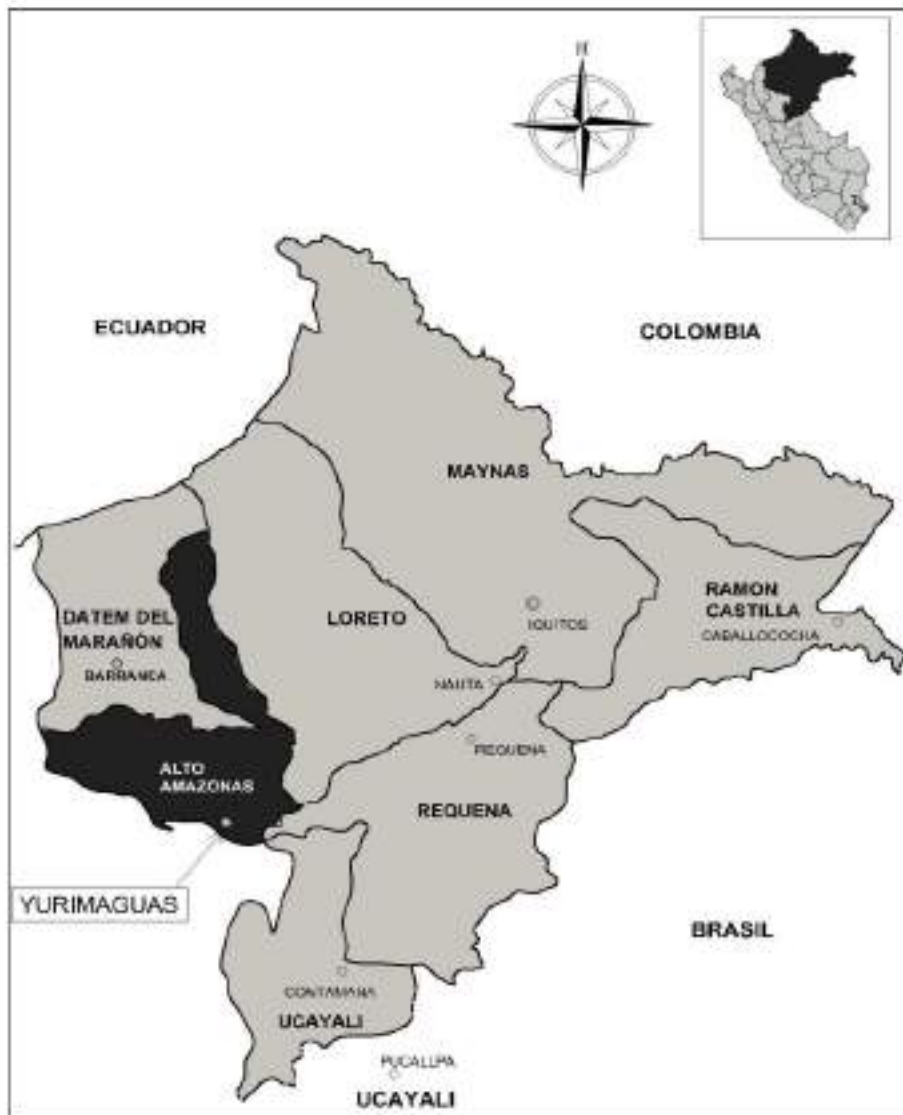 N
ECUADOR
COLOMBIA
MAYNAS
DATEM DEL
MARAÑÓN
BARRANCA
LORETO
IQUITOS
RAMON
CASTILLA
CABALLOCOCHA
NAUTA
REQUENA
ALTO
AMAZONAS
REQUENA
YURIMAGUAS
BRASIL
CONTAMANA
UCAYALI
PUCALLPA
UCAYALI